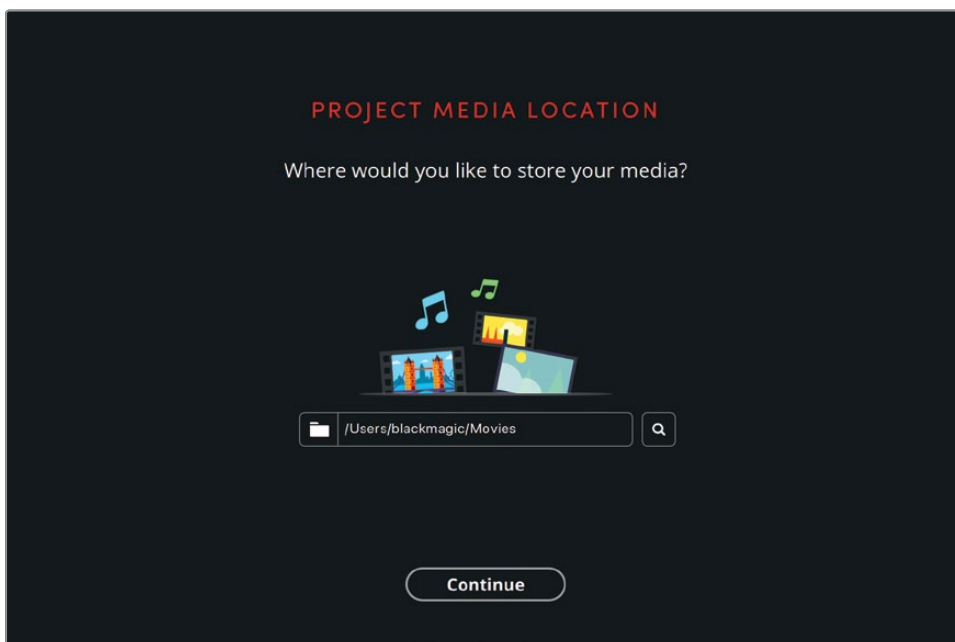 PROJECT MEDIA LOCATION
Where would you like to store your media?
/Users/blackmagic/Movies
Continue